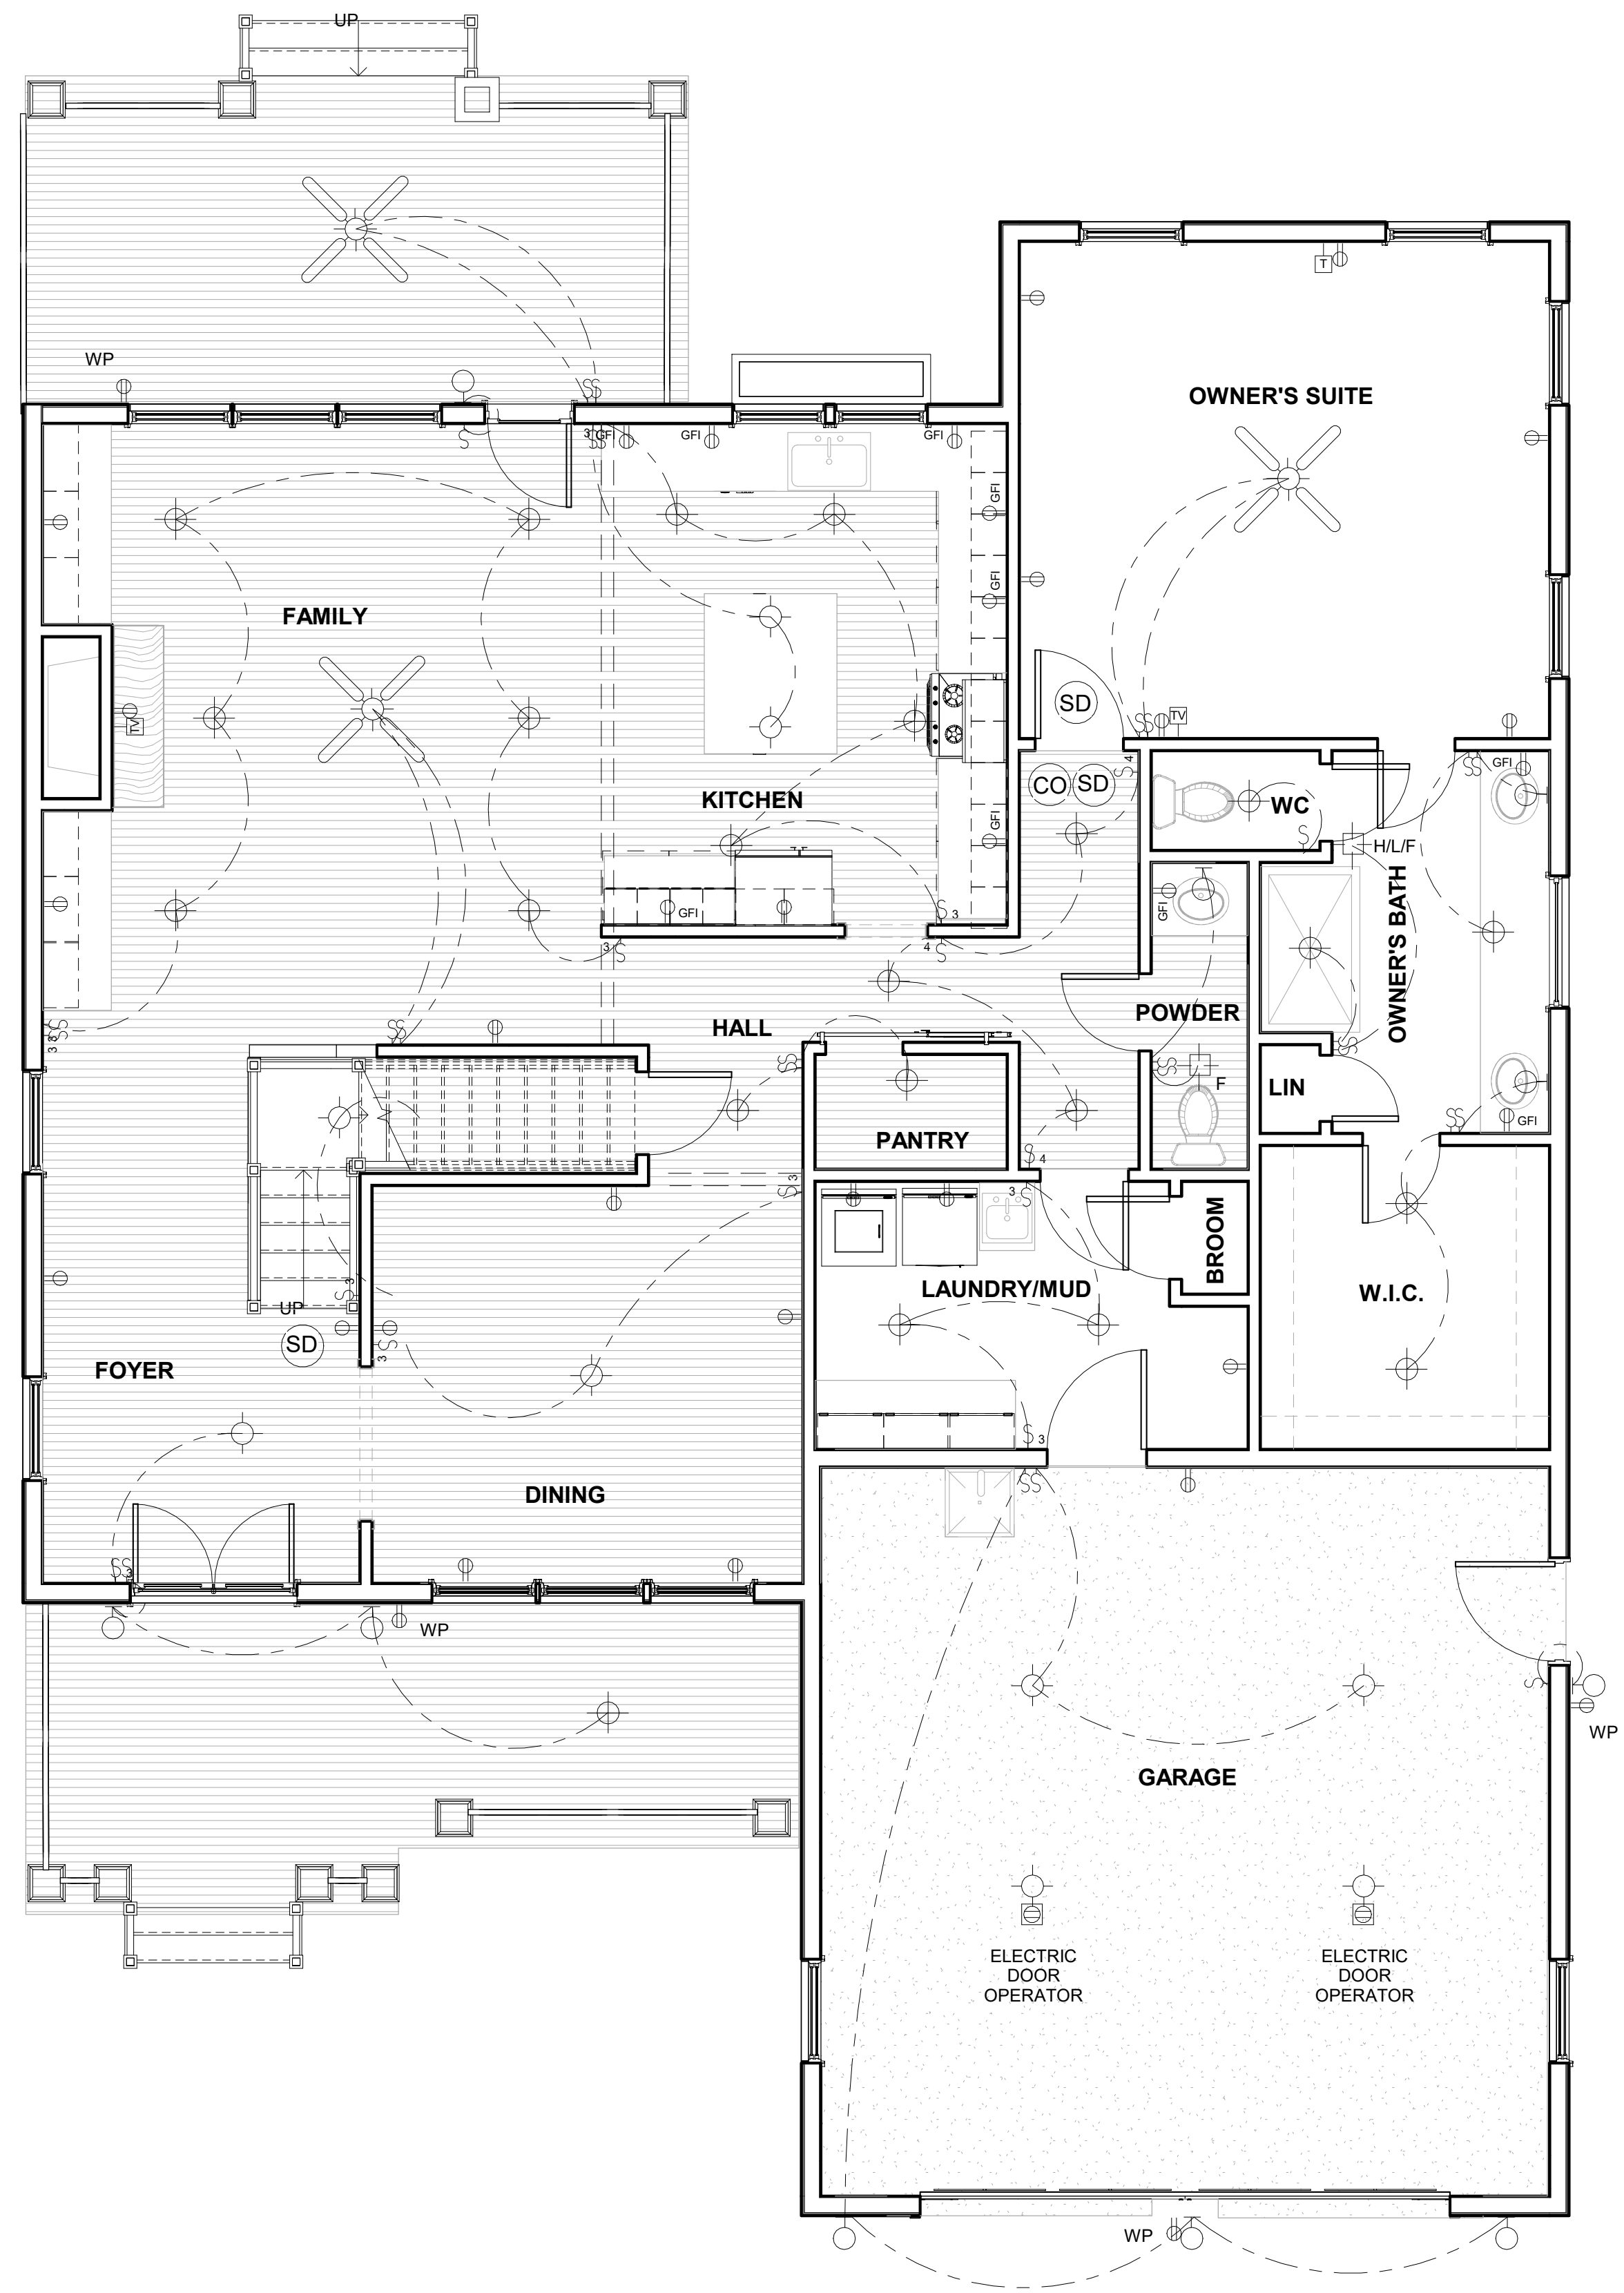 UP
WP
T
OWNER'S SUITE
3
GFI
GFI
GFI
GFI
GFI
FAMILY
TV
SD
TV
4
GFI
CO
SD
KITCHEN
WC
GFI
H/L/F
GFI
GFI
3
OWNER'S BATH
3
4
POWDER
HALL
3
3
F
LIN
PANTRY
GFI
4
3
3
BROOM
LAUNDRY/MUD
W.I.C.
3
UP
SD
3
FOYER
3
DINING
3
WP
WP
GARAGE
ELECTRIC
DOOR
OPERATOR
ELECTRIC
DOOR
OPERATOR
WP